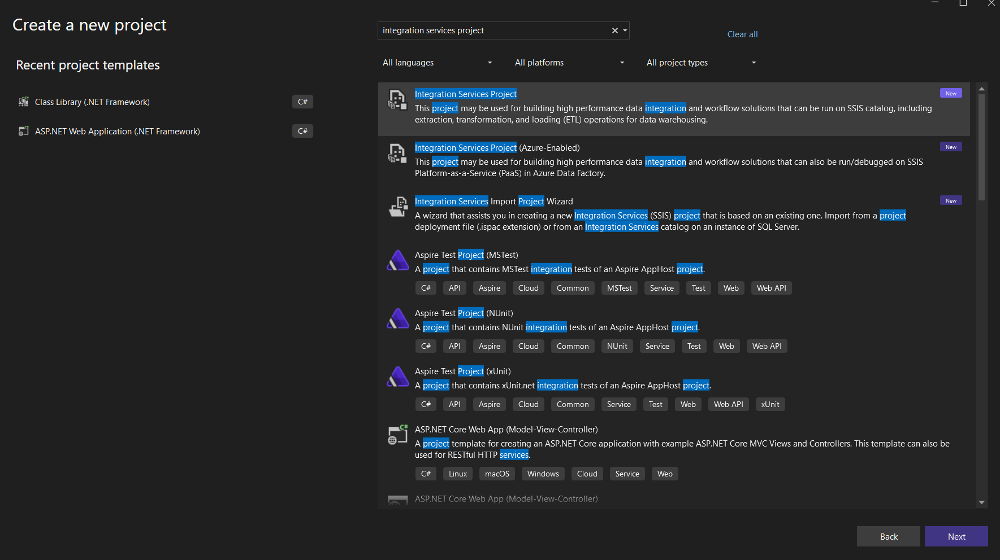 Create a new project
Recent project templates
Class Library (.NET Framework)
C#
ASP.NET Web Application (.NET Framework)
C#
integration services project
Clear all
All languages
All platforms
All project types
Integration Services Project
New
This project may be used for building high performance data integration and workflow solutions that can be run on SSIS catalog, including
extraction, transformation, and loading (ETL) operations for data warehousing.
Integration Services Project (Azure-Enabled)
New
This project may be used for building high performance data integration and workflow solutions that can also be run/debugged on SSIS
Platform-as-a-Service (PaaS) in Azure Data Factory.
Integration Services Import Project Wizard
New
A wizard that assists you in creating a new Integration Services (SSIS) project that is based on an existing one. Import from a project
deployment file (.ispac extension) or from an Integration Services catalog on an instance of SQL Server.
Aspire Test Project (MSTest)
A project that contains MSTest integration tests of an Aspire AppHost project.
C# API Aspire Cloud Common MSTest Service Test Web Web API
Aspire Test Project (NUnit)
A project that contains NUnit integration tests of an Aspire AppHost project.
C# API Aspire Cloud Common NUnit Service Test Web Web API
Aspire Test Project (xUnit)
A project that contains xUnit.net integration tests of an Aspire AppHost project.
C# API Aspire Cloud Common Service Test Web Web API xUnit
C#
ASP.NET Core Web App (Model-View-Controller)
A project template for creating an ASP.NET Core application with example ASP.NET Core MVC Views and Controllers. This template can also be
used for RESTful HTTP services.
C# Linux macOS Windows Cloud Service Web
ASP.NET Core Web App (Model-View-Controller)
Back
Next